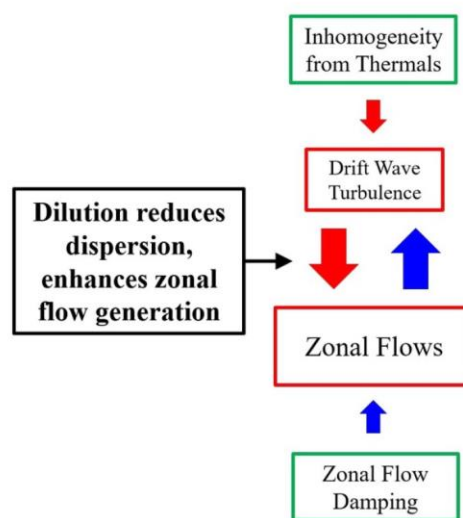 Inhomogeneity
from Thermals
Drift Wave
Turbulence
Dilution reduces
dispersion,
enhances zonal
flow generation
Zonal Flows
Zonal Flow
Damping